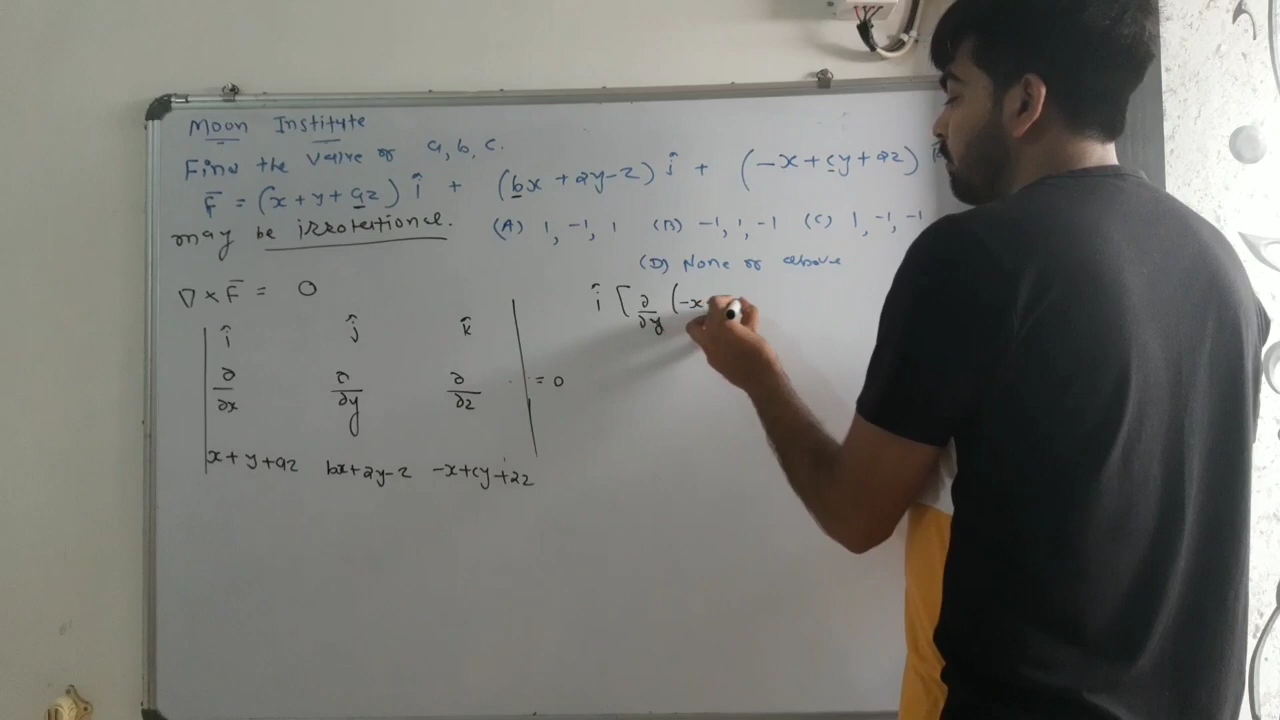 Moon Institute
Find the value of a, b, c.
F̄ = (x + y + az) î + (bx + 2y - z) ĵ + (-x + cy + 2z)
may be irrotational. (A) 1, -1, 1 (B) -1, 1, -1 (C) 1, -1, -1
(D) None of above
∇ × F̄ = 0
î [ ∂/∂y (-x
î ĵ k̂
∂/∂x ∂/∂y ∂/∂z = 0
x + y + az bx + 2y - z -x + cy + 2z